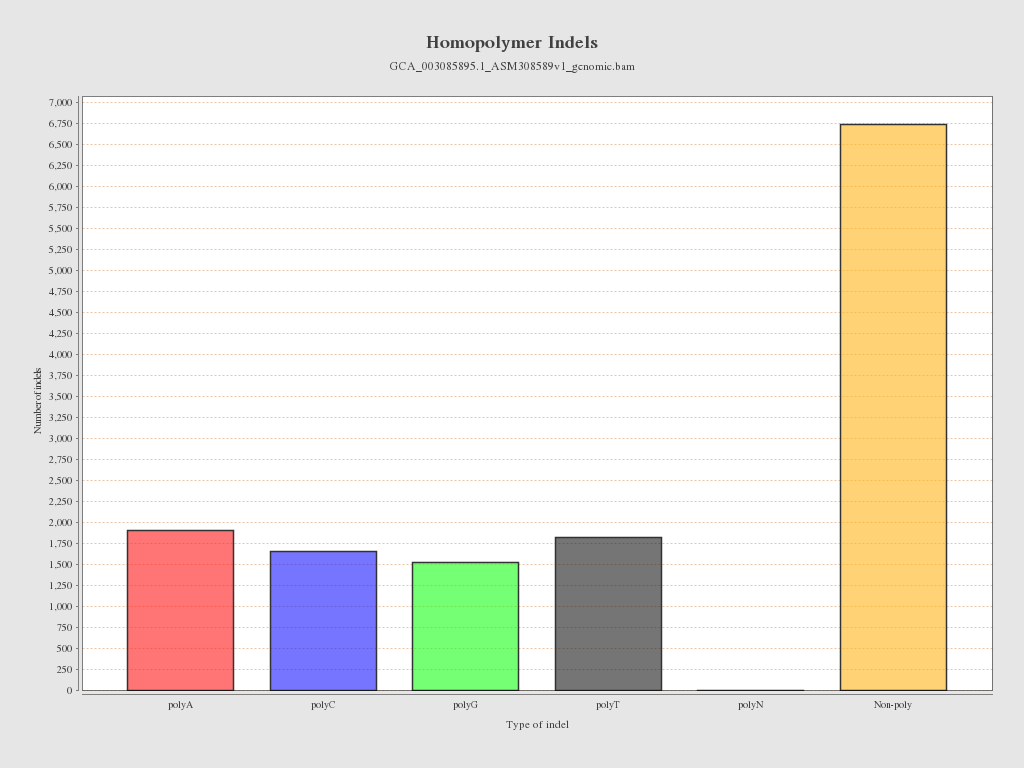 Homopolymer Indels
GCA_003085895.1_ASM308589v1_genomic.bam
7,000
6,750
6,500
6,250
6,000
5,750
5,500
5,250
5,000
4,750
4,500
4,250
4,000
3,750
3,500
3,250
3,000
2,750
2,500
2,250
2,000
1,750
1,500
1,250
1,000
750
500
250
0
Number of indels
polyA
polyC
polyG
polyT
polyN
Non-poly
Type of indel